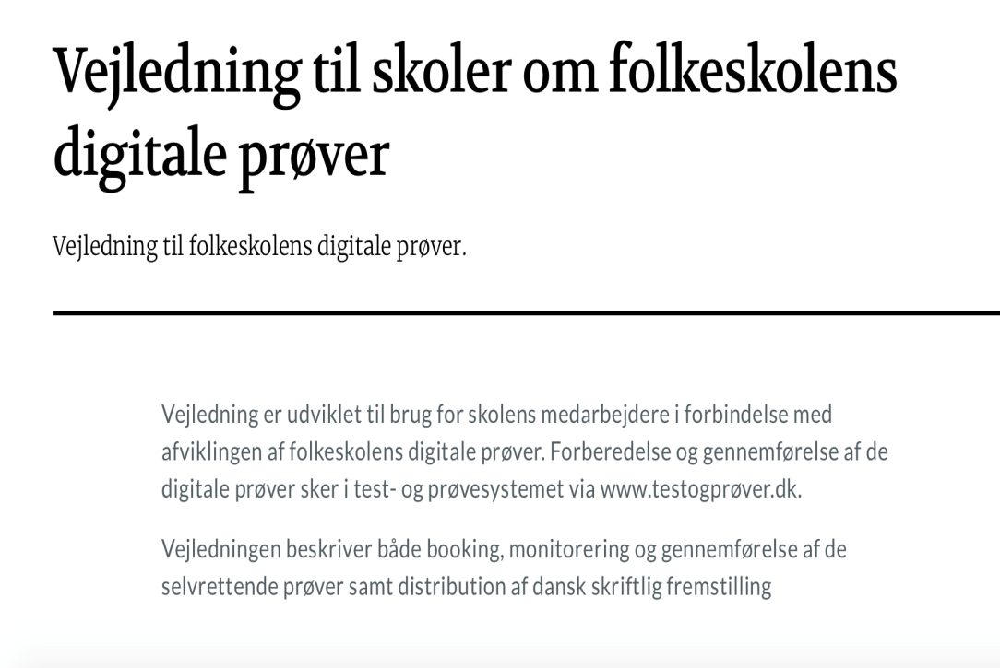 Vejledning til skoler om folkeskolens
digitale prøver
Vejledning til folkeskolens digitale prøver.
Vejledning er udviklet til brug for skolens medarbejdere i forbindelse med
afviklingen af folkeskolens digitale prøver. Forberedelse og gennemførelse af de
digitale prøver sker i test- og prøvesystemet via www.testogprøver.dk.
Vejledningen beskriver både booking, monitorering og gennemførelse af de
selvrettende prøver samt distribution af dansk skriftlig fremstilling